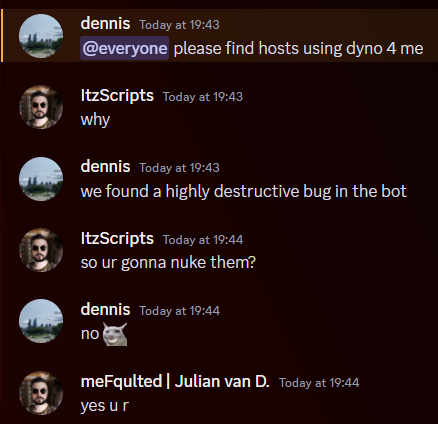 dennis Today at 19:43
@everyone please find hosts using dyno 4 me
ItzScripts Today at 19:43
why
dennis Today at 19:43
we found a highly destructive bug in the bot
ItzScripts Today at 19:44
so ur gonna nuke them?
dennis Today at 19:44
no
meFqulted | Julian van D. Today at 19:44
yes u r